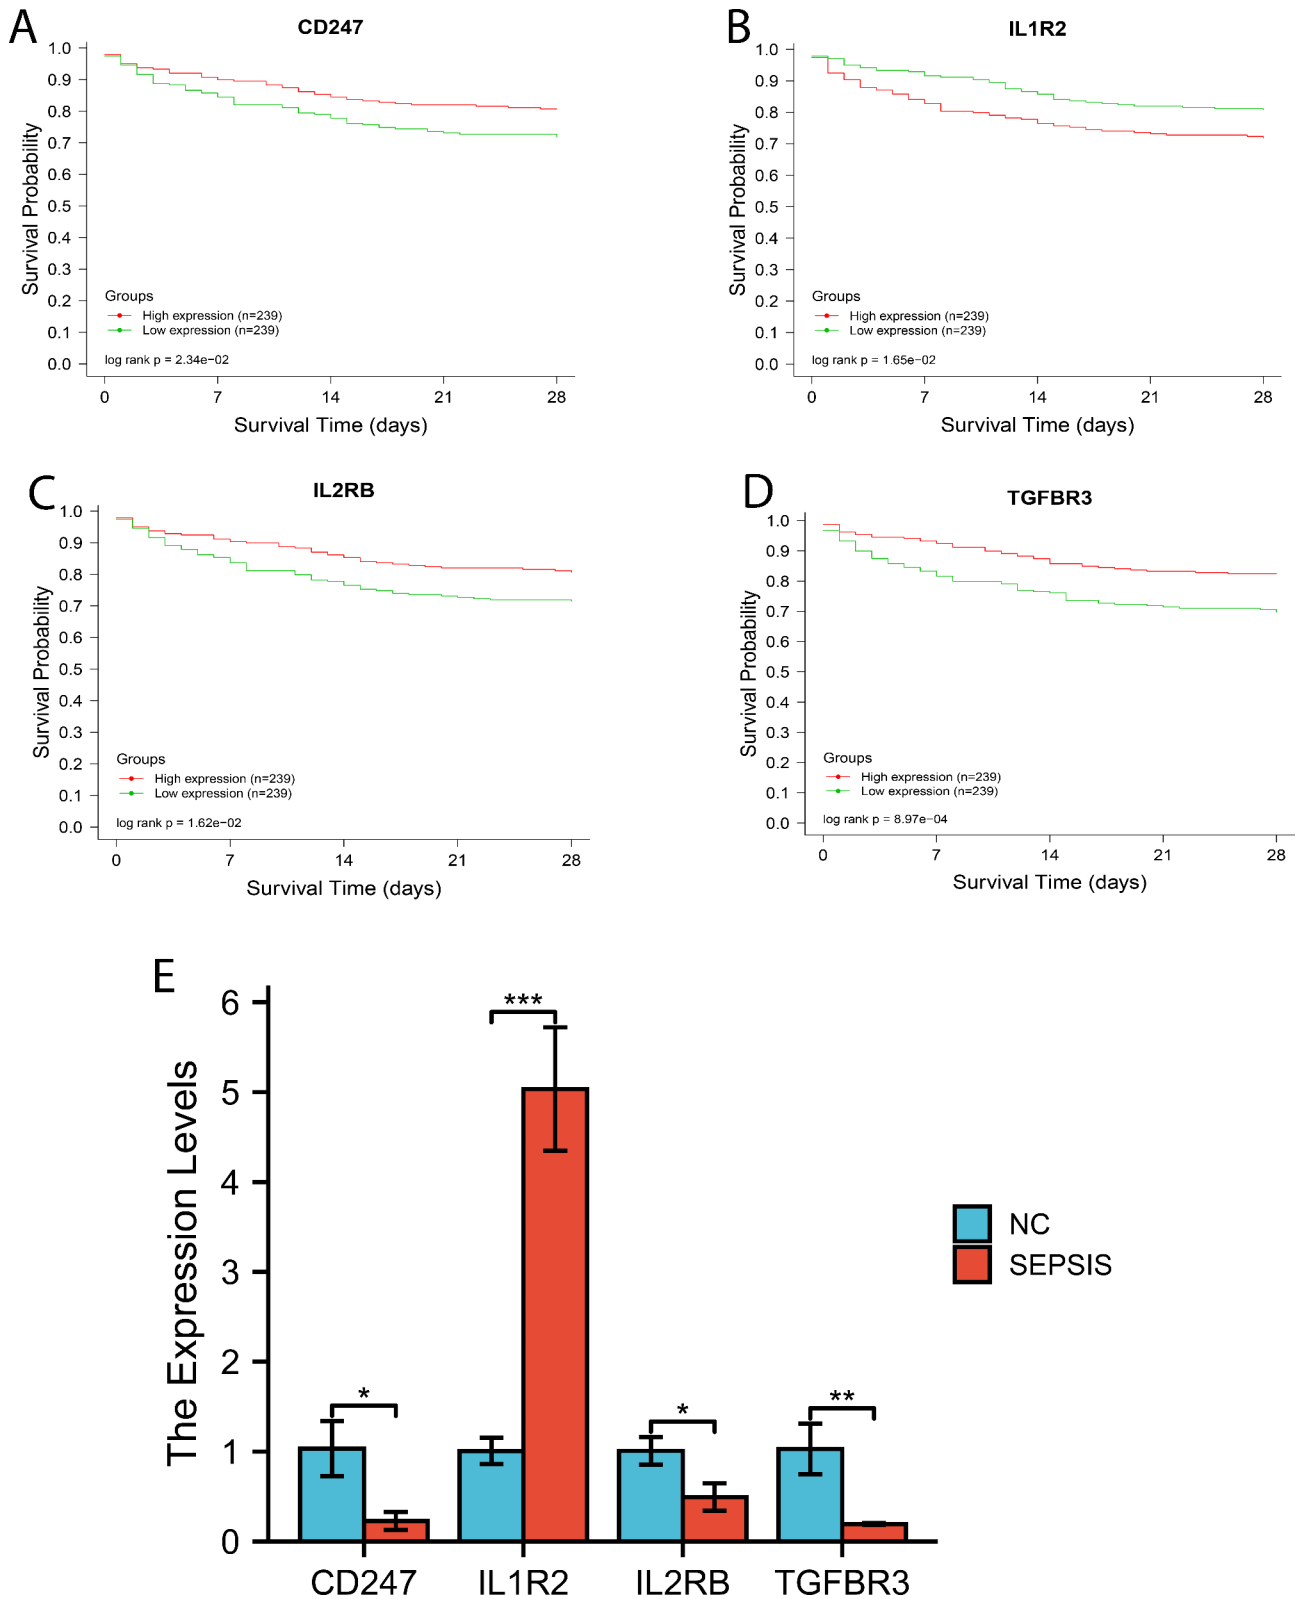 A
CD247
1.0
0.9
0.8
0.7
0.6
0.5
0.4
0.3
0.2
0.1
0.0
Survival Probability
Groups
High expression (n=239)
Low expression (n=239)
log rank p = 2.34e−02
0 7 14 21 28
Survival Time (days)
B
IL1R2
1.0
0.9
0.8
0.7
0.6
0.5
0.4
0.3
0.2
0.1
0.0
Survival Probability
Groups
High expression (n=239)
Low expression (n=239)
log rank p = 1.65e−02
0 7 14 21 28
Survival Time (days)
C
IL2RB
1.0
0.9
0.8
0.7
0.6
0.5
0.4
0.3
0.2
0.1
0.0
Survival Probability
Groups
High expression (n=239)
Low expression (n=239)
log rank p = 1.62e−02
0 7 14 21 28
Survival Time (days)
D
TGFBR3
1.0
0.9
0.8
0.7
0.6
0.5
0.4
0.3
0.2
0.1
0.0
Survival Probability
Groups
High expression (n=239)
Low expression (n=239)
log rank p = 8.97e−04
0 7 14 21 28
Survival Time (days)
E
6
5
4
3
2
1
0
The Expression Levels
*
***
*
**
CD247 IL1R2 IL2RB TGFBR3
NC
SEPSIS